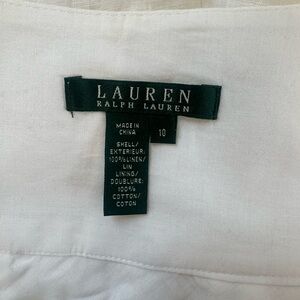 LAUREN
RALPH LAUREN
MADE IN
CHINA
10
SHELL/
EXTERIEUR:
100% LINEN/
LIN
LINING/
DOUBLURE:
100%
COTTON/
COTON